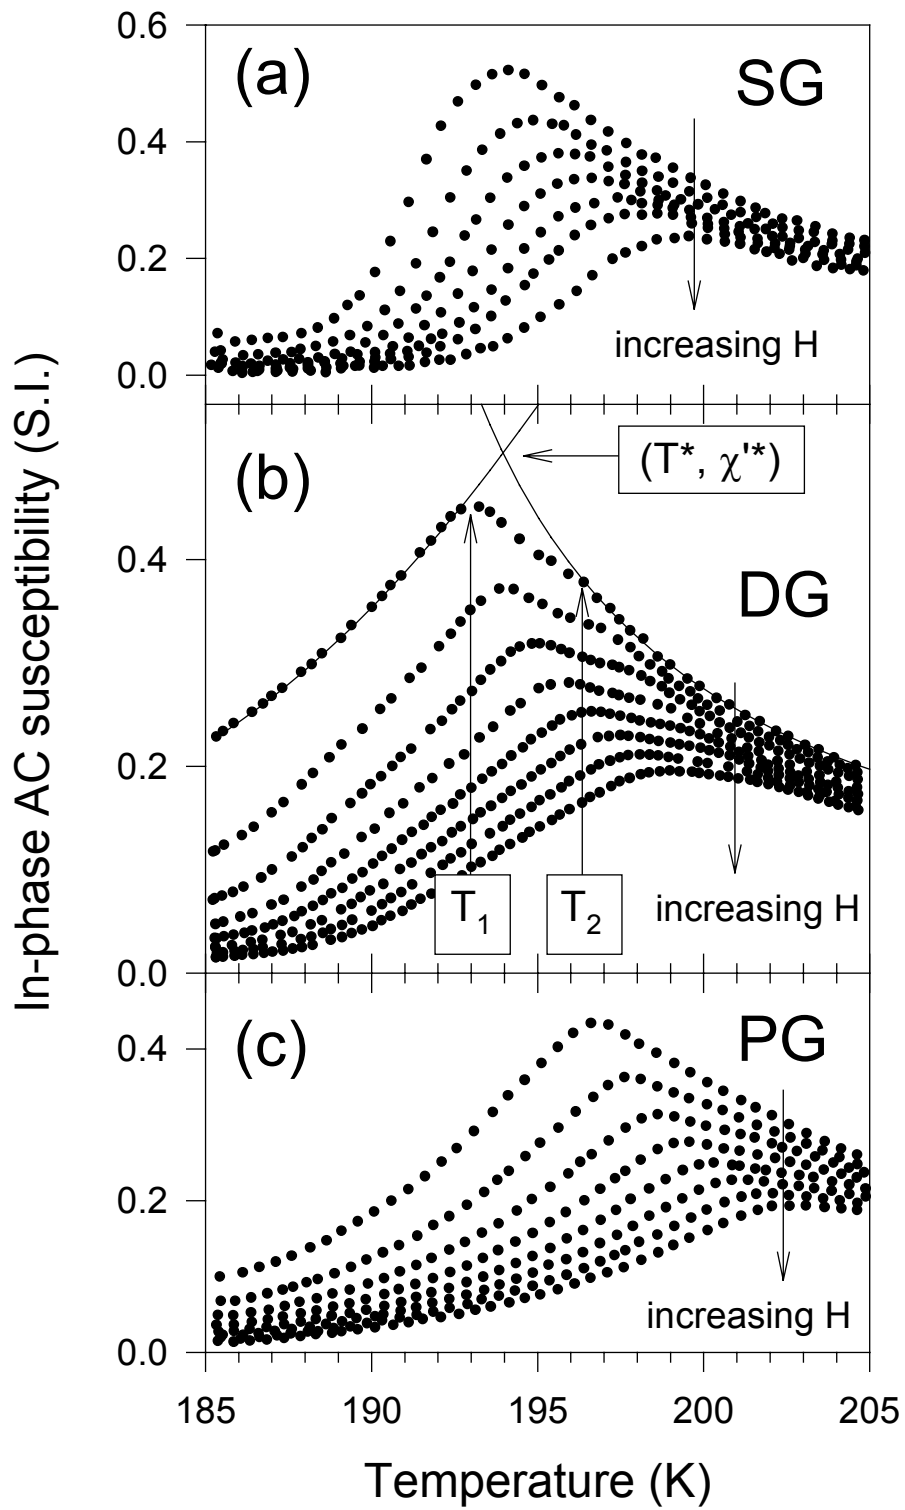 In-phase AC susceptibility (S.I.)
0.6
0.4
0.2
0.0
(a)
SG
increasing H
0.4
0.2
0.0
(b)
(T*, χ'*)
DG
T1
T2
increasing H
0.4
0.2
0.0
(c)
PG
increasing H
185
190
195
200
205
Temperature (K)